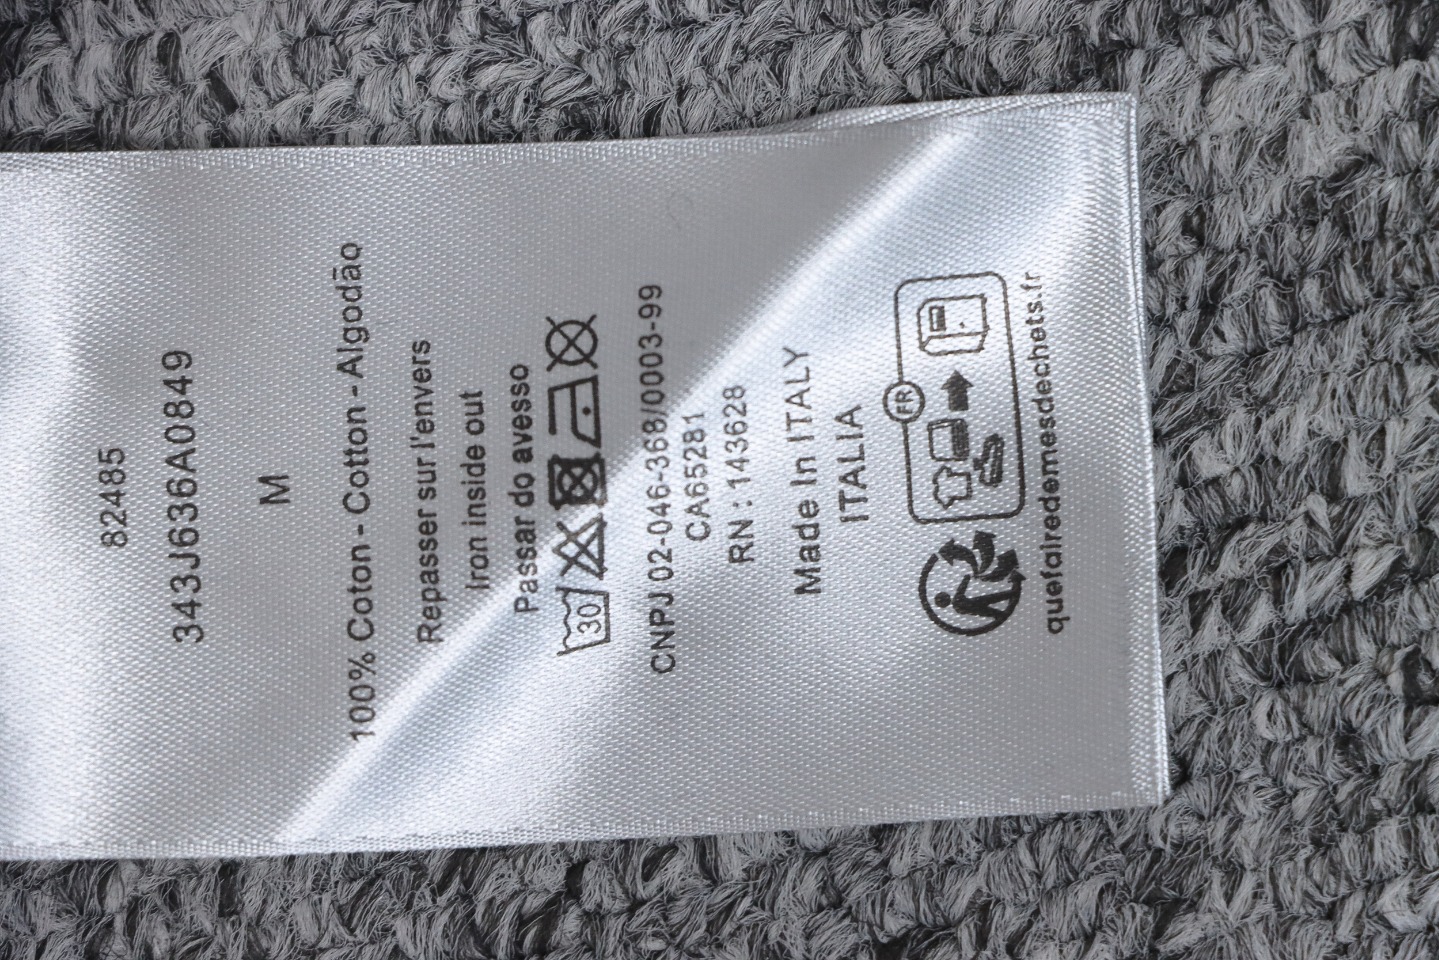 82485
343J636A0849
M
100% Coton - Cotton - Algodão
Repasser sur l'envers
Iron inside out
Passar do avesso
30
CNPJ 02-046-368/0003-99
CA65281
RN : 143628
Made In ITALY
ITALIA
FR
quefairedemesdechets.fr